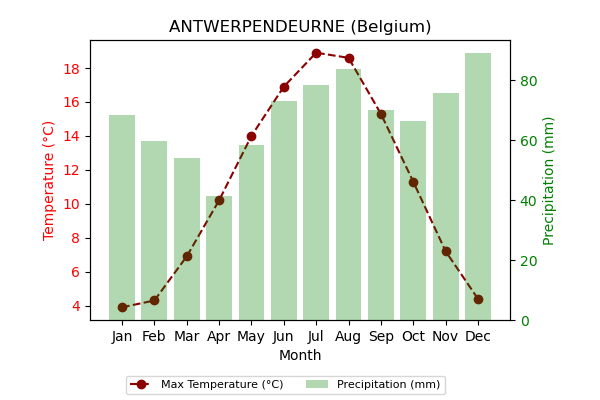 ANTWERPENDEURNE (Belgium)
18
16
14
12
10
8
6
4
Temperature (°C)
80
60
40
20
0
Precipitation (mm)
Jan Feb Mar Apr May Jun Jul Aug Sep Oct Nov Dec
Month
Max Temperature (°C) Precipitation (mm)